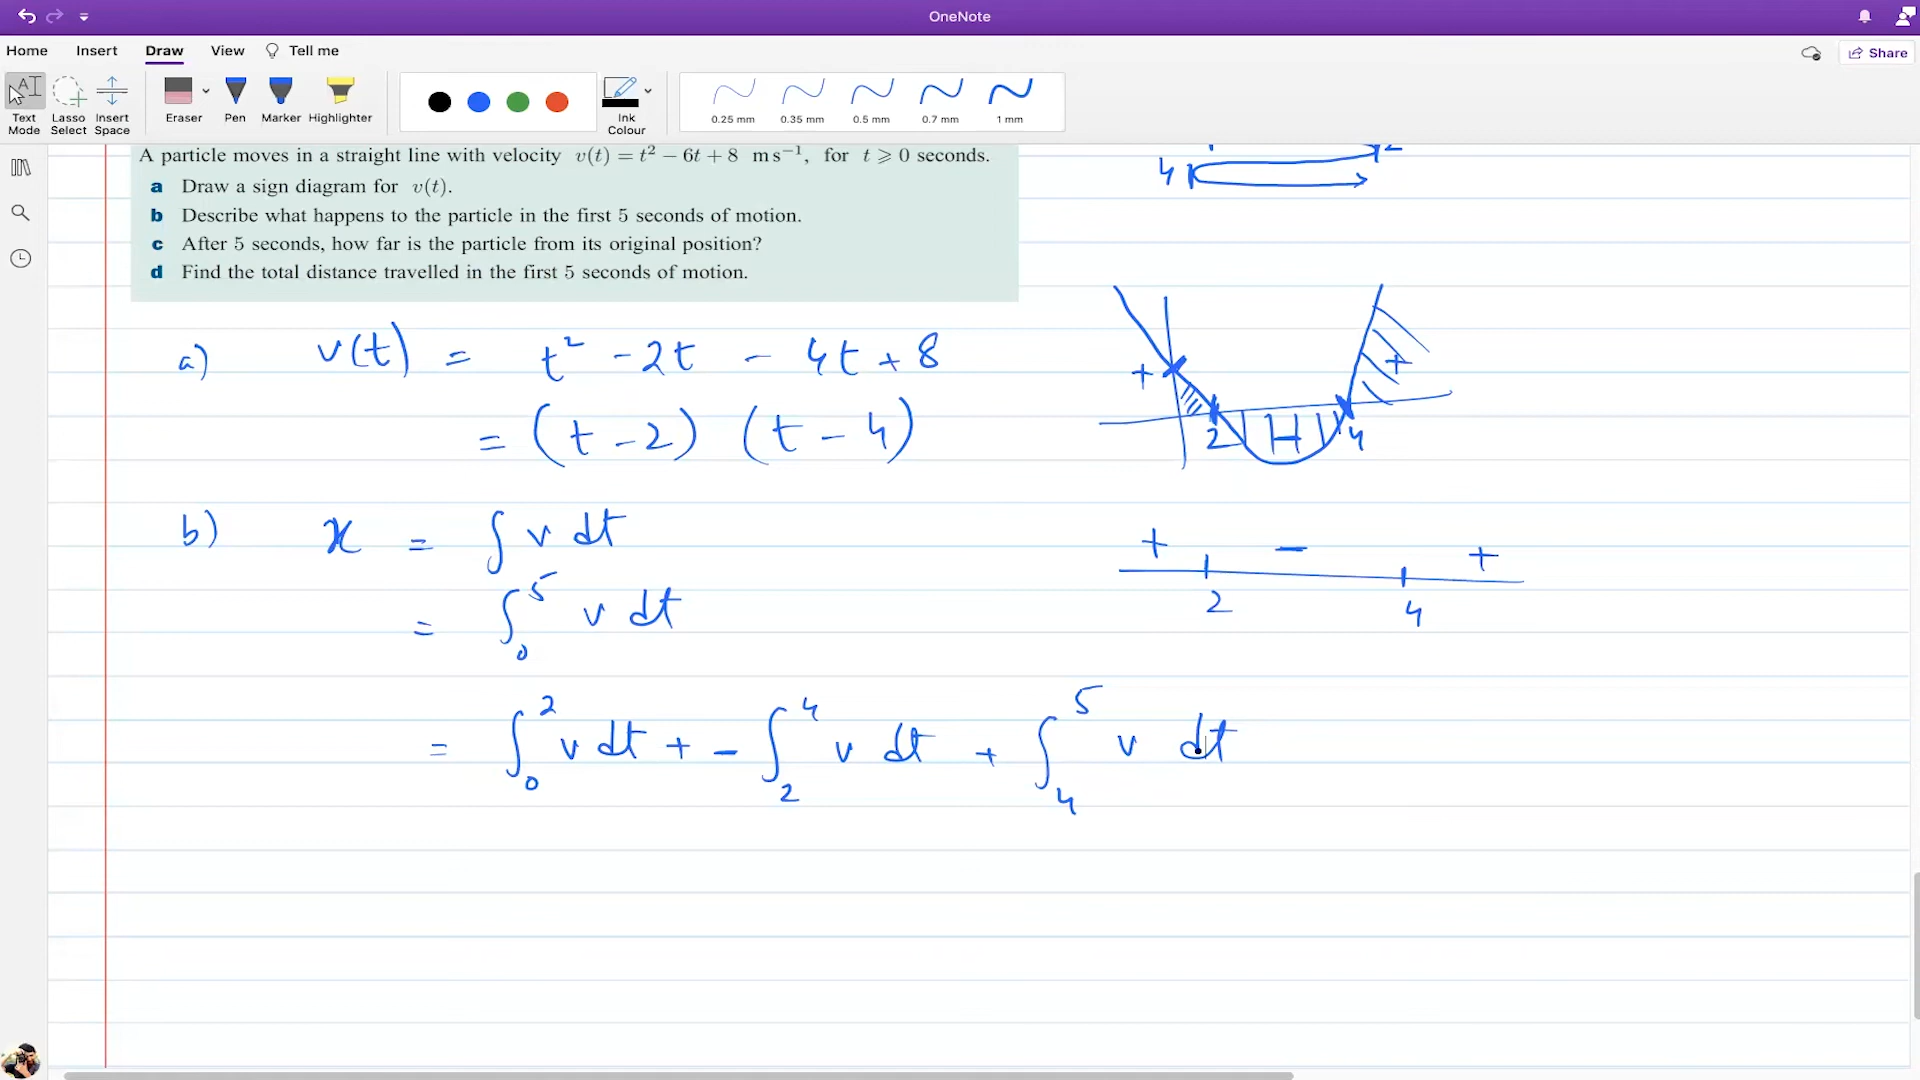 OneNote
Home Insert Draw View Tell me
Share
Text Mode
Lasso Select
Insert Space
Eraser
Pen
Marker
Highlighter
Ink Colour
0.25 mm 0.35 mm 0.5 mm 0.7 mm 1 mm
A particle moves in a straight line with velocity v(t) = t² − 6t + 8 m s⁻¹, for t ⩾ 0 seconds.
a Draw a sign diagram for v(t).
b Describe what happens to the particle in the first 5 seconds of motion.
c After 5 seconds, how far is the particle from its original position?
d Find the total distance travelled in the first 5 seconds of motion.
4
a) v(t) = t² - 2t - 4t + 8
= (t - 2) (t - 4)
+ 2 4 +
b) x = ∫ v dt
+ - +
2 4
= ∫₀⁵ v dt
= ∫₀² v dt + - ∫₂⁴ v dt + ∫₄⁵ v dt